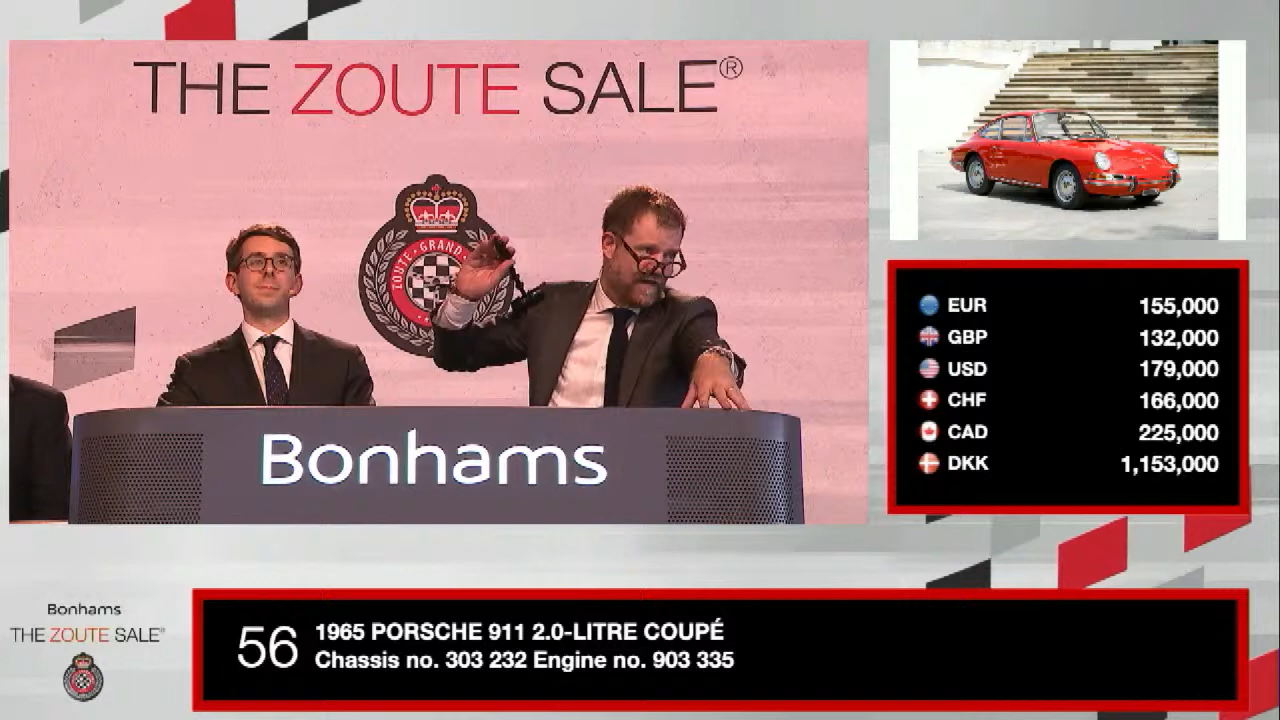 THE ZOUTE SALE®
ZOUTE GRAND
Bonhams
EUR 155,000
GBP 132,000
USD 179,000
CHF 166,000
CAD 225,000
DKK 1,153,000
Bonhams
THE ZOUTE SALE®
56
1965 PORSCHE 911 2.0-LITRE COUPÉ
Chassis no. 303 232 Engine no. 903 335